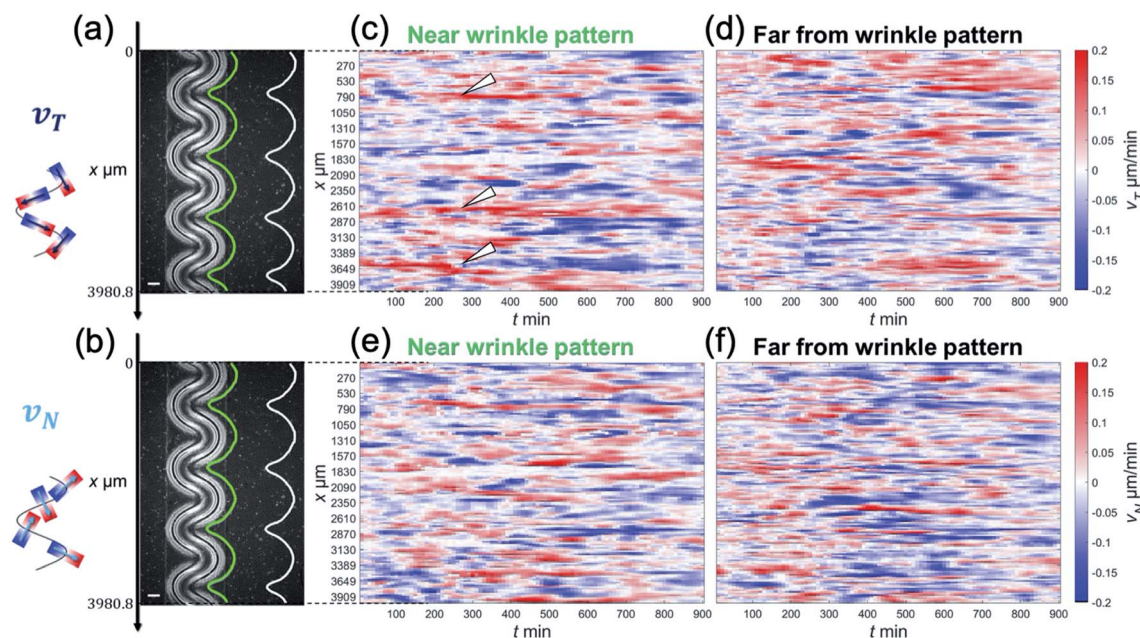 (a)
(c)
Near wrinkle pattern
(d)
Far from wrinkle pattern
v_T
x µm
0
3980.8
x µm
270
530
790
1050
1310
1570
1830
2090
2350
2610
2870
3130
3389
3649
3909
100 200 300 400 500 600 700 800 900
t min
100 200 300 400 500 600 700 800 900
t min
0.2
0.15
0.1
0.05
0
-0.05
-0.1
-0.15
-0.2
v_T µm/min
(b)
(e)
Near wrinkle pattern
(f)
Far from wrinkle pattern
v_N
x µm
0
3980.8
x µm
270
530
790
1050
1310
1570
1830
2090
2350
2610
2870
3130
3389
3649
3909
100 200 300 400 500 600 700 800 900
t min
100 200 300 400 500 600 700 800 900
t min
0.2
0.15
0.1
0.05
0
-0.05
-0.1
-0.15
-0.2
v_N µm/min